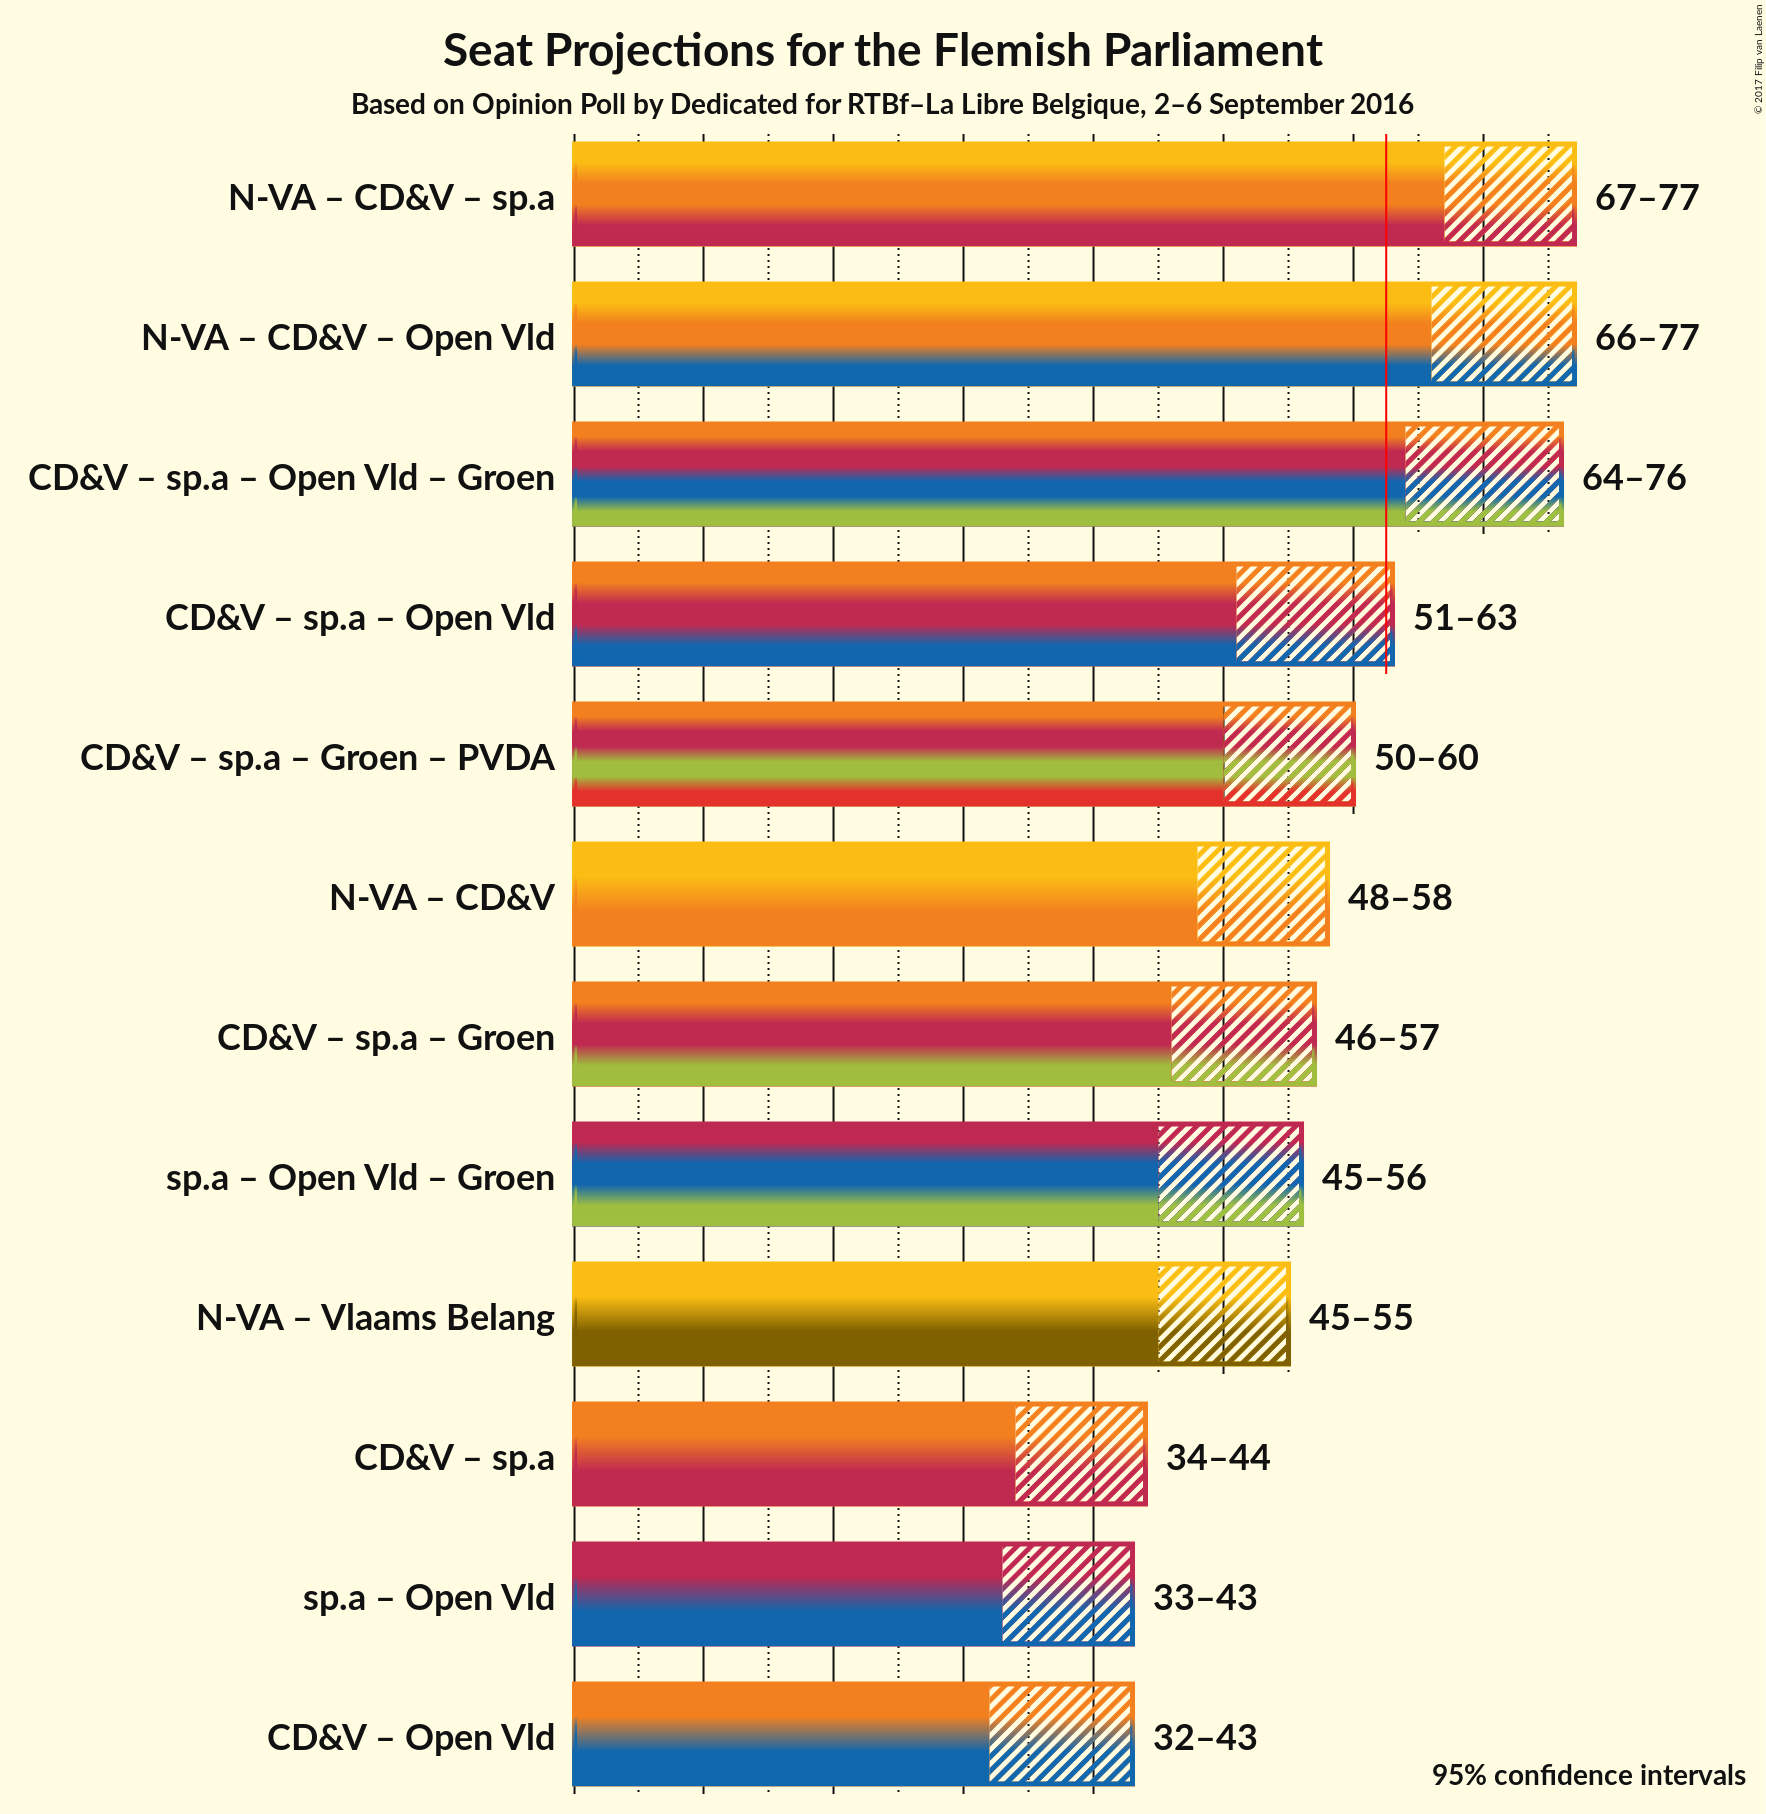 Seat Projections for the Flemish Parliament
Based on Opinion Poll by Dedicated for RTBf–La Libre Belgique, 2–6 September 2016
© 2017 Filip van Laenen
N-VA – CD&V – sp.a 67–77
N-VA – CD&V – Open Vld 66–77
CD&V – sp.a – Open Vld – Groen 64–76
CD&V – sp.a – Open Vld 51–63
CD&V – sp.a – Groen – PVDA 50–60
N-VA – CD&V 48–58
CD&V – sp.a – Groen 46–57
sp.a – Open Vld – Groen 45–56
N-VA – Vlaams Belang 45–55
CD&V – sp.a 34–44
sp.a – Open Vld 33–43
CD&V – Open Vld 32–43
95% confidence intervals